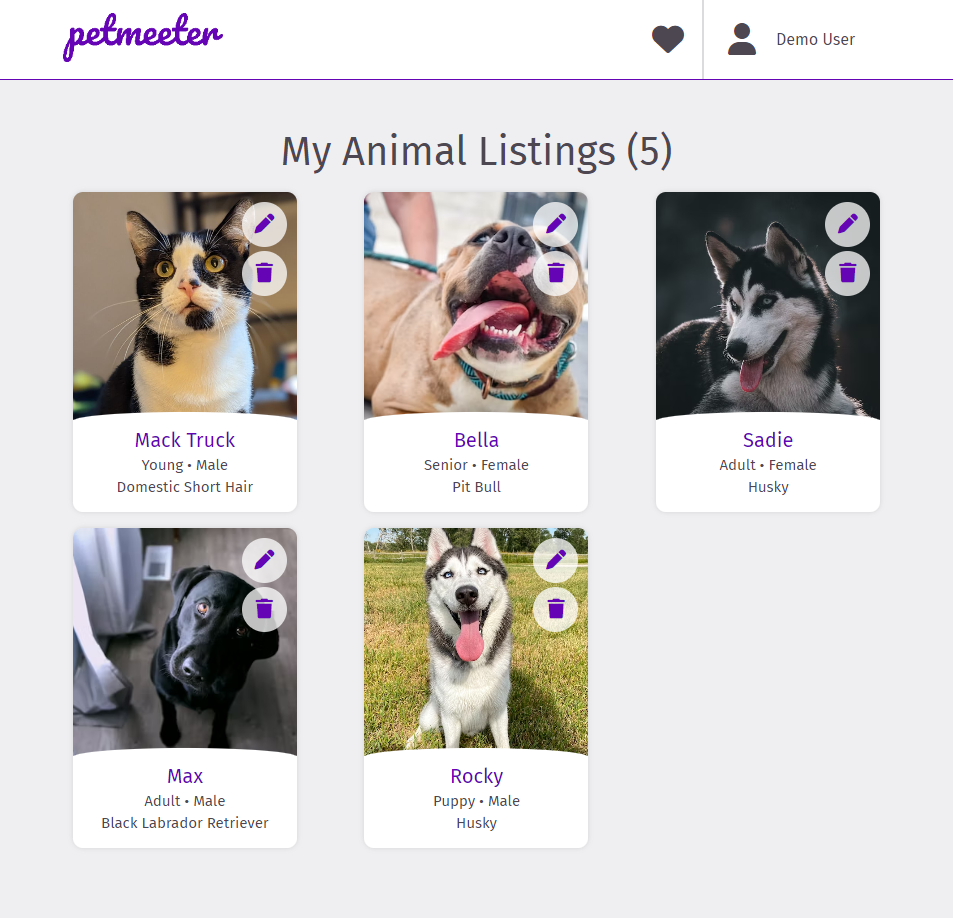 petmeeter
Demo User
My Animal Listings (5)
Mack Truck
Young • Male
Domestic Short Hair
Bella
Senior • Female
Pit Bull
Sadie
Adult • Female
Husky
Max
Adult • Male
Black Labrador Retriever
Rocky
Puppy • Male
Husky